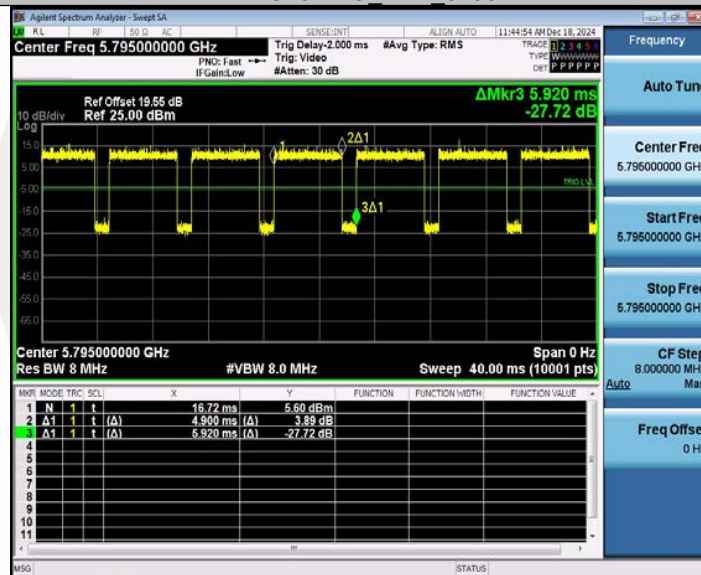 Agilent Spectrum Analyzer - Swept SA
RL RF 50 Ω AC SENSE:INT ALIGN AUTO 11:44:54 AM Dec 18, 2024
Center Freq 5.795000000 GHz
Trig Delay-2.000 ms #Avg Type: RMS
TRACE 1 2 3 4 5 6
PNO: Fast Trig: Video
TYPE WWWWWW
IFGain:Low #Atten: 30 dB
DET P P P P P P
ΔMkr3 5.920 ms
-27.72 dB
Ref Offset 19.55 dB
10 dB/div Ref 25.00 dBm
Log
15.0
5.00
-5.00
-15.0
-25.0
-35.0
-45.0
-55.0
-65.0
1
2Δ1
TRIG LVL
3Δ1
Center 5.795000000 GHz Span 0 Hz
Res BW 8 MHz #VBW 8.0 MHz Sweep 40.00 ms (10001 pts)
MKR MODE TRC SCL X Y FUNCTION FUNCTION WIDTH FUNCTION VALUE
1 N 1 t 16.72 ms 5.60 dBm
2 Δ1 1 t (Δ) 4.900 ms (Δ) 3.89 dB
3 Δ1 1 t (Δ) 5.920 ms (Δ) -27.72 dB
4
5
6
7
8
9
10
11
MSG STATUS
Frequency
Auto Tun
Center Fre
5.795000000 GH
Start Fre
5.795000000 GH
Stop Fre
5.795000000 GH
CF Step
8.000000 MH
Auto Ma
Freq Offse
0 H